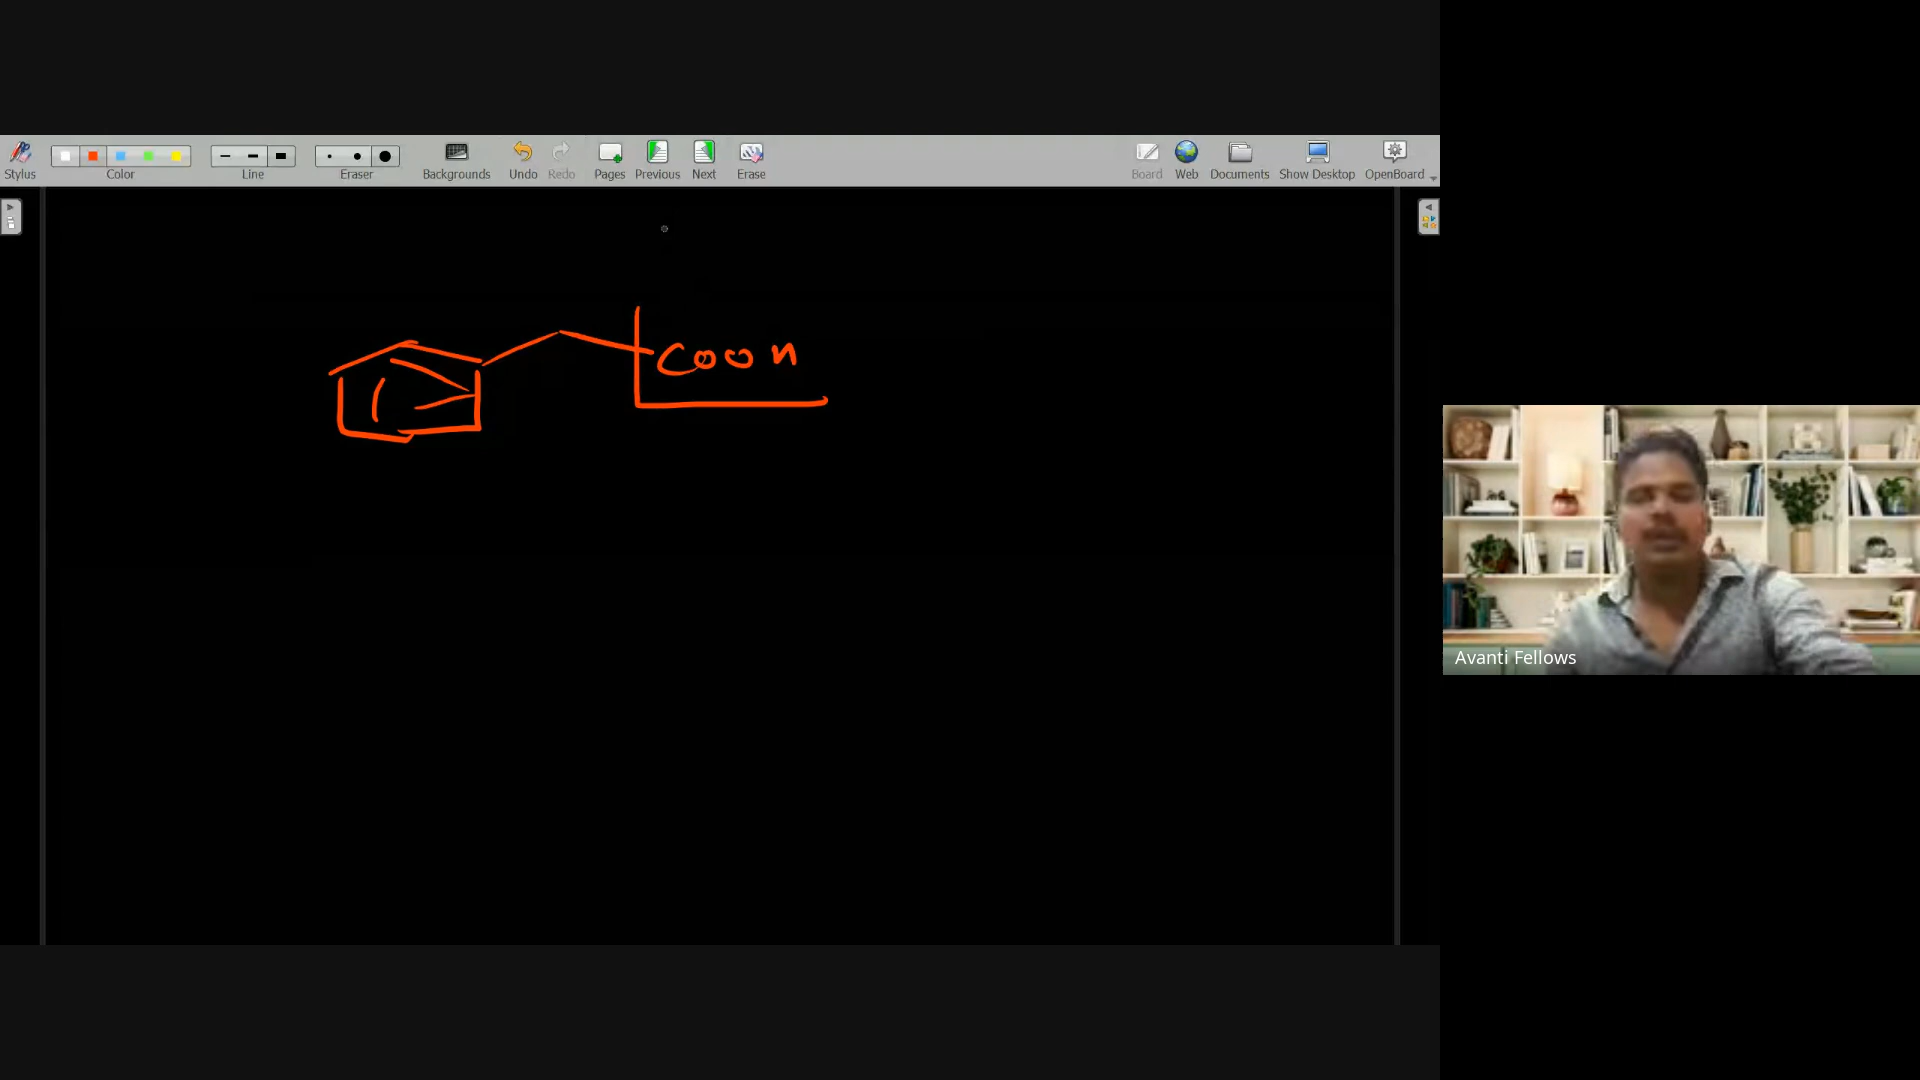 Stylus
Color
Line
Eraser
Backgrounds
Undo
Redo
Pages
Previous
Next
Erase
Board
Web
Documents
Show Desktop
OpenBoard
COOH
Avanti Fellows